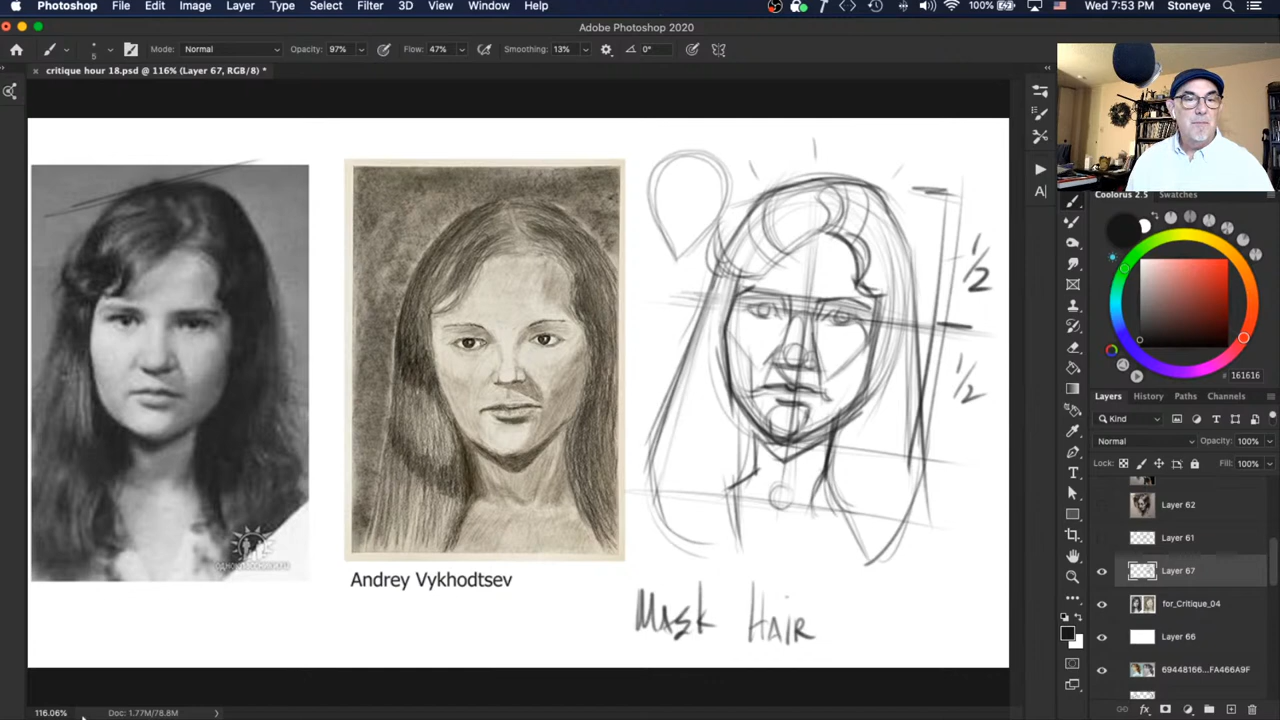 Photoshop File Edit Image Layer Type Select Filter 3D View Window Help
100% Wed 7:53 PM Stoneye
Adobe Photoshop 2020
5 Mode: Normal Opacity: 97% Flow: 47% Smoothing: 13% 0°
critique hour 18.psd @ 116% (Layer 67, RGB/8) *
Coolorus 2.5 Swatches
1/2
1/2
# 161616
Layers History Paths Channels
Kind
Normal Opacity: 100%
Lock: Fill: 100%
Layer 62
Layer 61
Layer 67
for_Critique_04
Layer 66
69448166...FA466A9F
Andrey Vykhodtsev
Mask Hair
116.06% Doc: 1.77M/78.8M